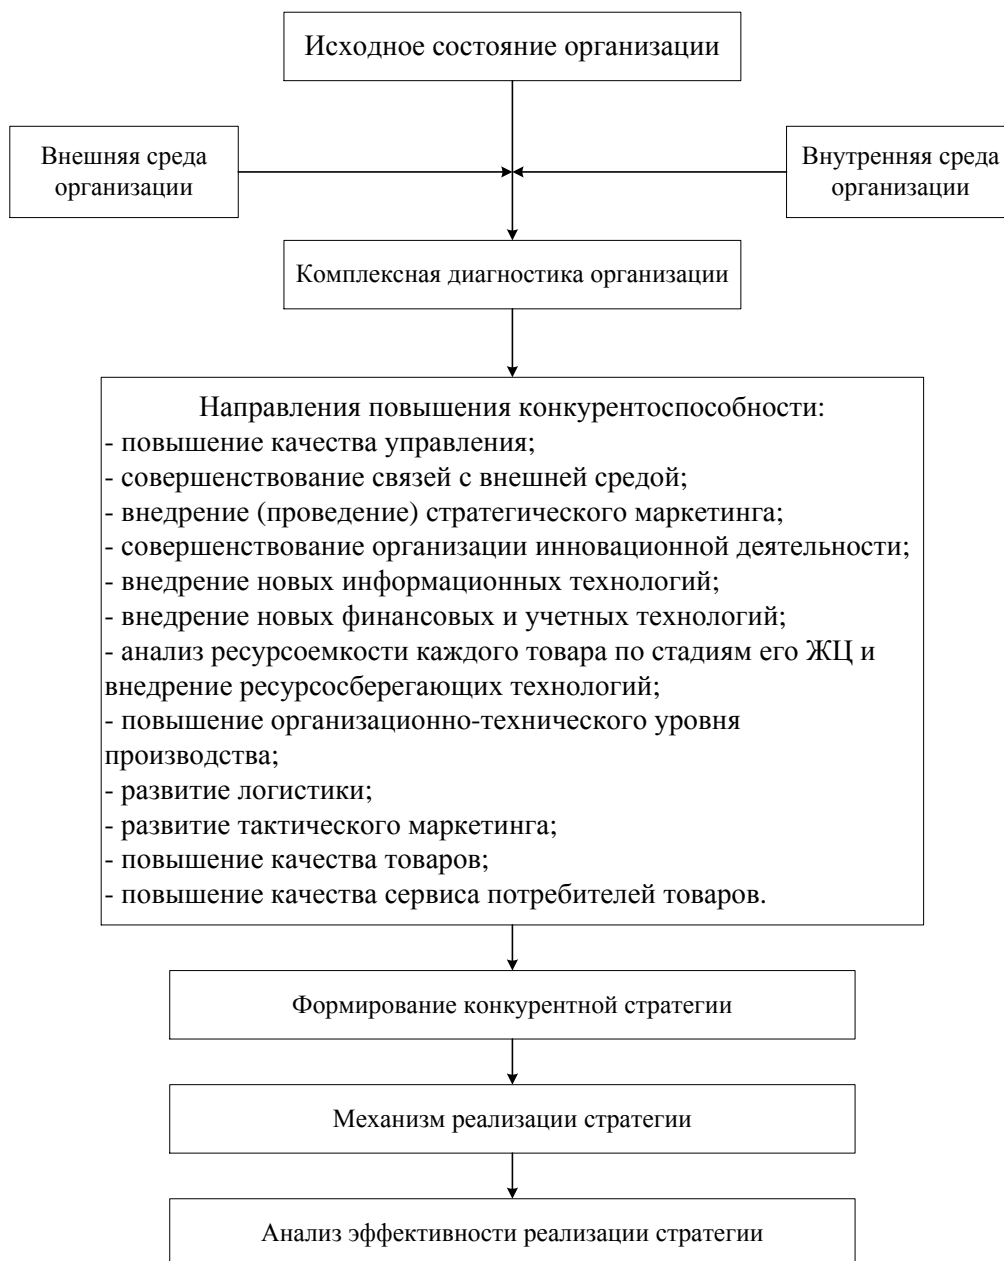 Исходное состояние организации
Внешняя среда
организации
Внутренняя среда
организации
Комплексная диагностика организации
Направления повышения конкурентоспособности:
- повышение качества управления;
- совершенствование связей с внешней средой;
- внедрение (проведение) стратегического маркетинга;
- совершенствование организации инновационной деятельности;
- внедрение новых информационных технологий;
- внедрение новых финансовых и учетных технологий;
- анализ ресурсоемкости каждого товара по стадиям его ЖЦ и
внедрение ресурсосберегающих технологий;
- повышение организационно-технического уровня
производства;
- развитие логистики;
- развитие тактического маркетинга;
- повышение качества товаров;
- повышение качества сервиса потребителей товаров.
Формирование конкурентной стратегии
Механизм реализации стратегии
Анализ эффективности реализации стратегии